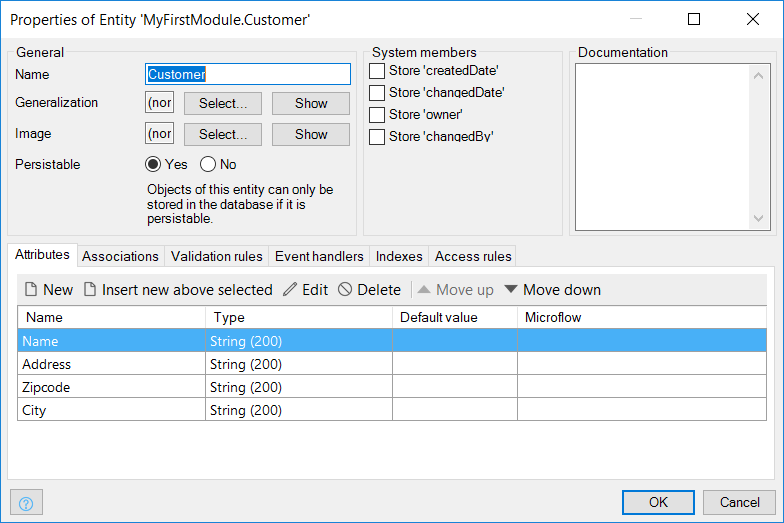 Properties of Entity 'MyFirstModule.Customer'
General
Name Customer
Generalization (nor Select... Show
Image (nor Select... Show
Persistable Yes No
Objects of this entity can only be
stored in the database if it is
persistable.
System members
Store 'createdDate'
Store 'changedDate'
Store 'owner'
Store 'changedBy'
Documentation
Attributes Associations Validation rules Event handlers Indexes Access rules
New Insert new above selected Edit Delete Move up Move down
Name Type Default value Microflow
Name String (200)
Address String (200)
Zipcode String (200)
City String (200)
? OK Cancel